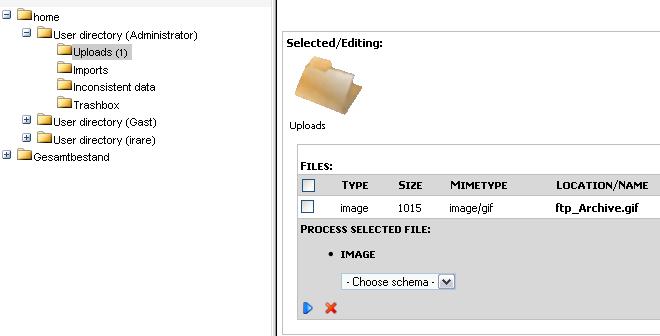 home
User directory (Administrator)
Uploads (1)
Imports
Inconsistent data
Trashbox
User directory (Gast)
User directory (irare)
Gesamtbestand
Selected/Editing:
Uploads
FILES:
TYPE SIZE MIMETYPE LOCATION/NAME
image 1015 image/gif ftp_Archive.gif
PROCESS SELECTED FILE:
• IMAGE
- Choose schema -